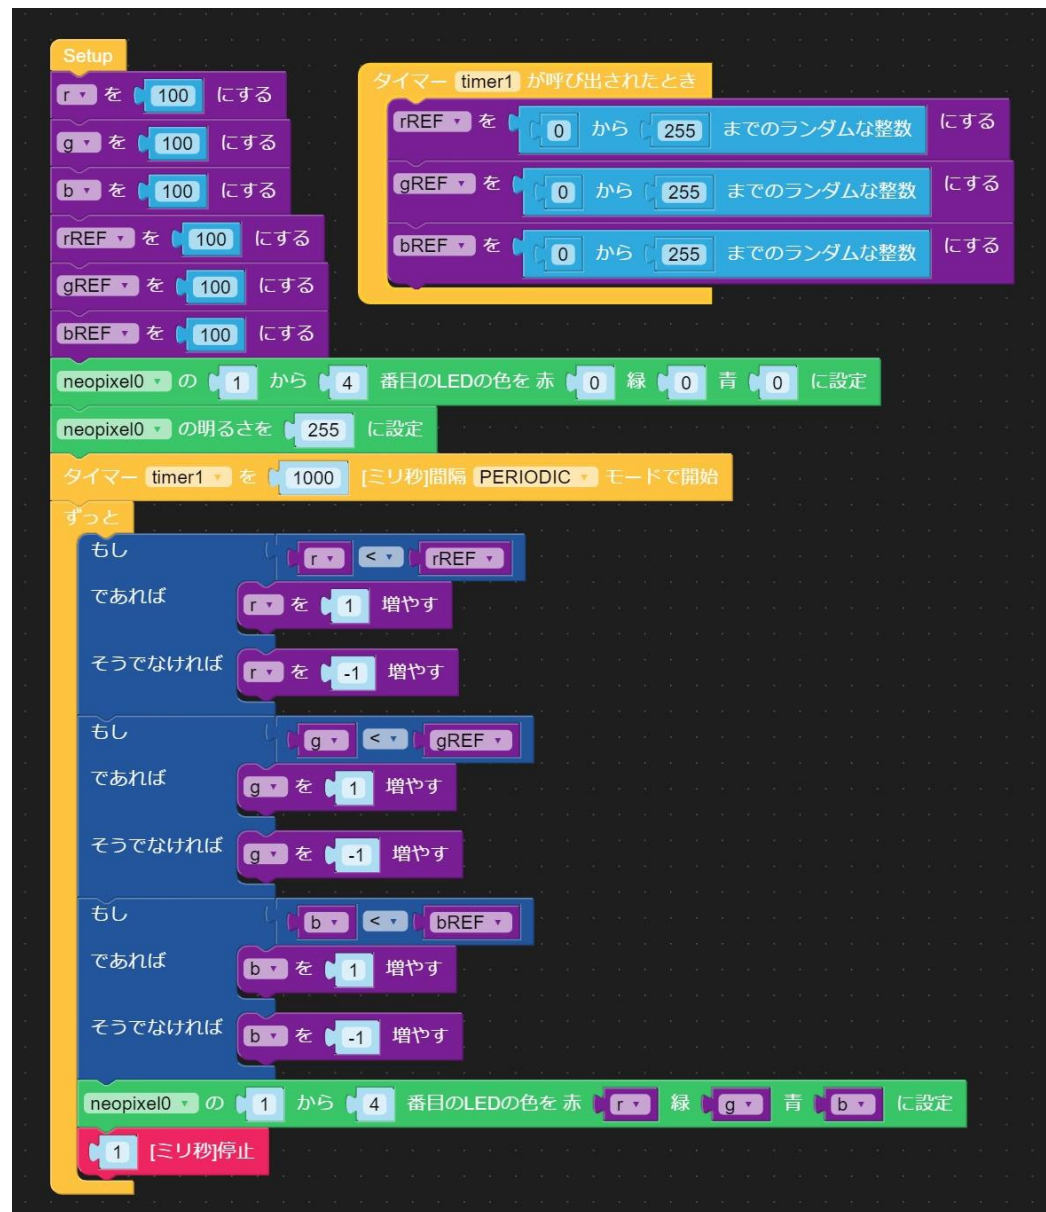 Setup
r を 100 にする
g を 100 にする
b を 100 にする
rREF を 100 にする
gREF を 100 にする
bREF を 100 にする
neopixel0 の 1 から 4 番目のLEDの色を 赤 0 緑 0 青 0 に設定
neopixel0 の明るさを 255 に設定
タイマー timer1 を 1000 [ミリ秒]間隔 PERIODIC モードで開始
ずっと
もし r < rREF
であれば r を 1 増やす
そうでなければ r を -1 増やす
もし g < gREF
であれば g を 1 増やす
そうでなければ g を -1 増やす
もし b < bREF
であれば b を 1 増やす
そうでなければ b を -1 増やす
neopixel0 の 1 から 4 番目のLEDの色を 赤 r 緑 g 青 b に設定
1 [ミリ秒]停止
タイマー timer1 が呼び出されたとき
rREF を 0 から 255 までのランダムな整数 にする
gREF を 0 から 255 までのランダムな整数 にする
bREF を 0 から 255 までのランダムな整数 にする